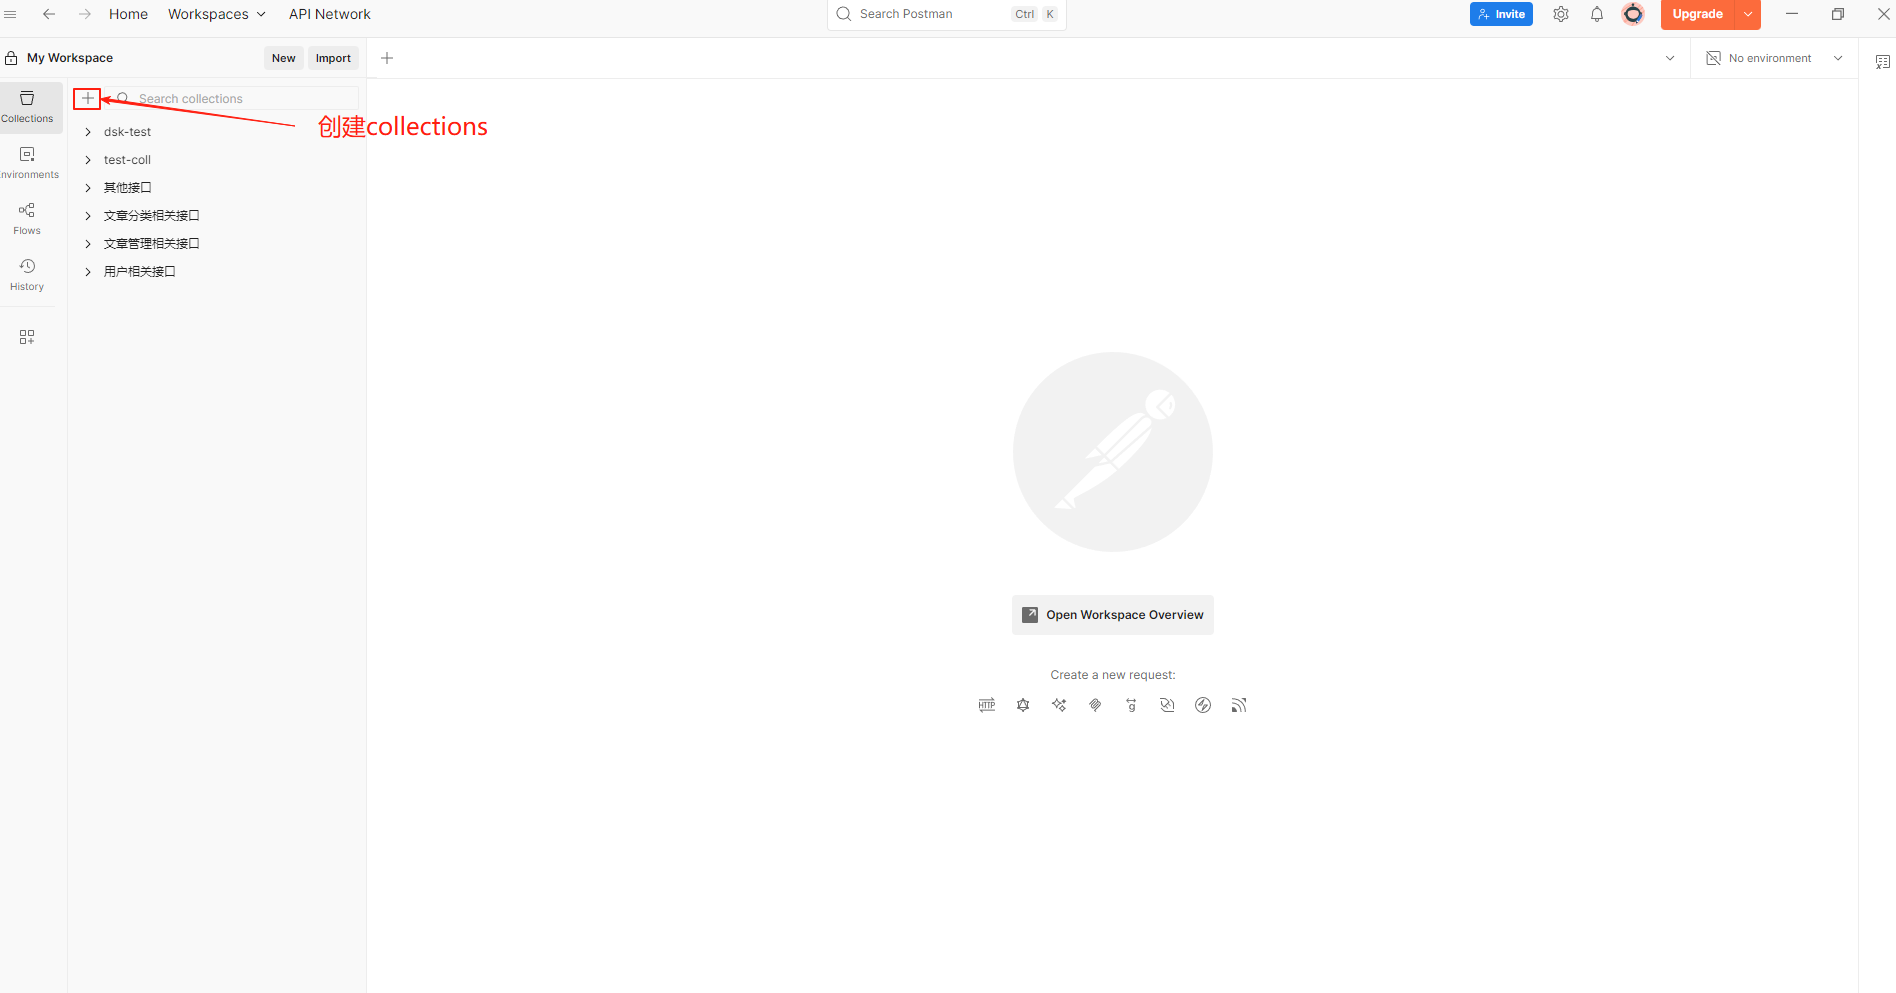 Home Workspaces API Network Search Postman Ctrl K Invite Upgrade
My Workspace New Import No environment
Search collections
创建collections
Collections
dsk-test
test-coll
nvironments
其他接口
文章分类相关接口
Flows
文章管理相关接口
用户相关接口
History
Open Workspace Overview
Create a new request:
HTTP
g